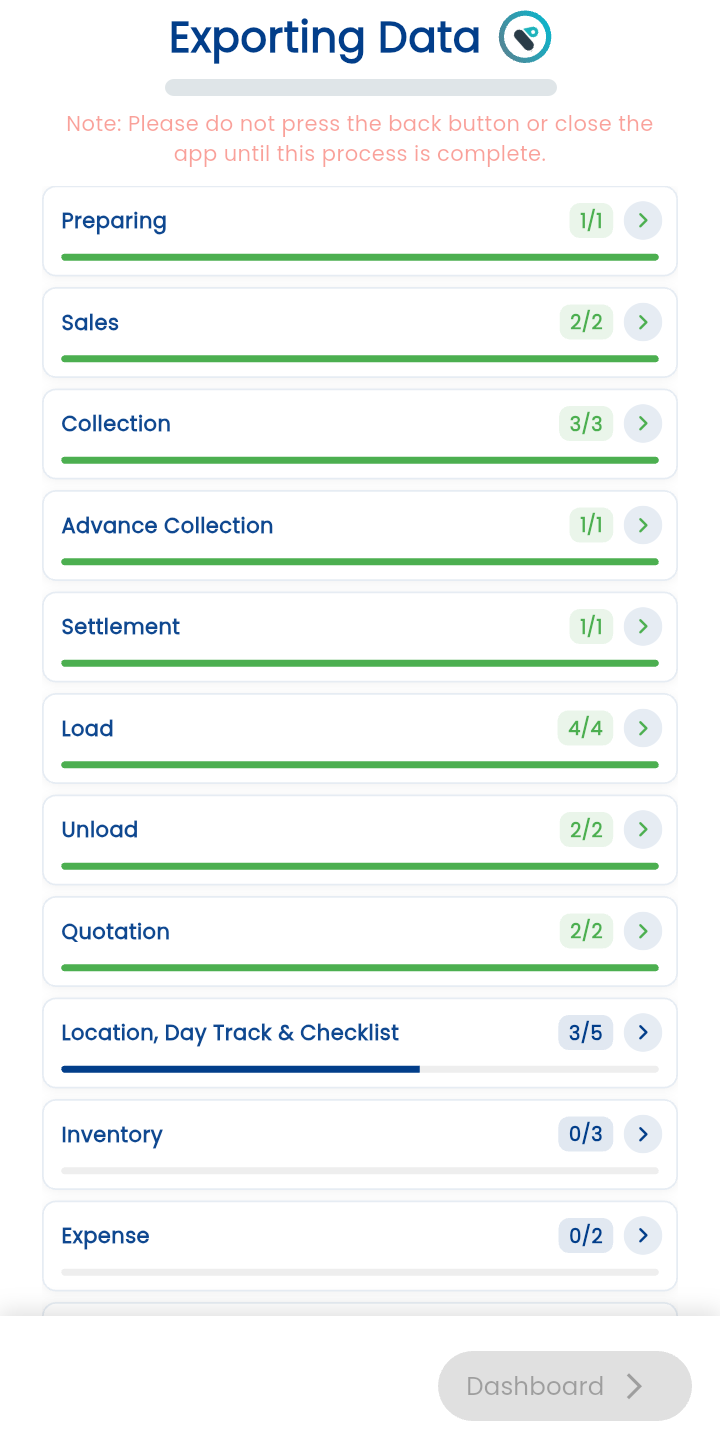 Exporting Data
Note: Please do not press the back button or close the
app until this process is complete.
Preparing 1/1
Sales 2/2
Collection 3/3
Advance Collection 1/1
Settlement 1/1
Load 4/4
Unload 2/2
Quotation 2/2
Location, Day Track & Checklist 3/5
Inventory 0/3
Expense 0/2
Dashboard